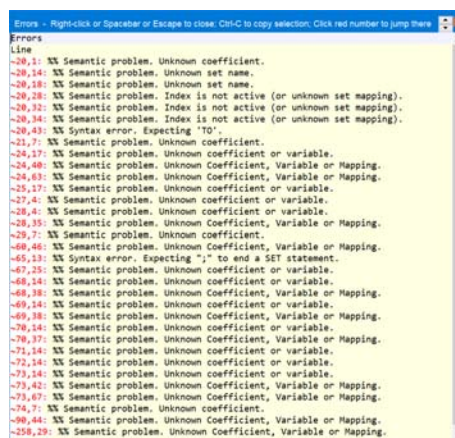 Errors - Right-click or Spacebar or Escape to close; Ctrl-C to copy selection; Click red number to jump there
Errors
Line
~20,1: %% Semantic problem. Unknown coefficient.
~20,14: %% Semantic problem. Unknown set name.
~20,18: %% Semantic problem. Unknown set name.
~20,28: %% Semantic problem. Index is not active (or unknown set mapping).
~20,32: %% Semantic problem. Index is not active (or unknown set mapping).
~20,34: %% Semantic problem. Index is not active (or unknown set mapping).
~20,43: %% Syntax error. Expecting 'TO'.
~21,7: %% Semantic problem. Unknown coefficient.
~24,17: %% Semantic problem. Unknown coefficient or variable.
~24,40: %% Semantic problem. Unknown Coefficient, Variable or Mapping.
~24,63: %% Semantic problem. Unknown Coefficient, Variable or Mapping.
~25,17: %% Semantic problem. Unknown coefficient or variable.
~27,4: %% Semantic problem. Unknown coefficient or variable.
~28,4: %% Semantic problem. Unknown coefficient or variable.
~28,35: %% Semantic problem. Unknown Coefficient, Variable or Mapping.
~29,7: %% Semantic problem. Unknown coefficient.
~60,46: %% Semantic problem. Unknown Coefficient, Variable or Mapping.
~65,13: %% Syntax error. Expecting ";" to end a SET statement.
~67,25: %% Semantic problem. Unknown coefficient or variable.
~68,14: %% Semantic problem. Unknown coefficient or variable.
~68,38: %% Semantic problem. Unknown Coefficient, Variable or Mapping.
~69,14: %% Semantic problem. Unknown coefficient or variable.
~69,38: %% Semantic problem. Unknown Coefficient, Variable or Mapping.
~70,14: %% Semantic problem. Unknown coefficient or variable.
~70,37: %% Semantic problem. Unknown Coefficient, Variable or Mapping.
~71,14: %% Semantic problem. Unknown coefficient or variable.
~72,14: %% Semantic problem. Unknown coefficient or variable.
~73,14: %% Semantic problem. Unknown coefficient or variable.
~73,42: %% Semantic problem. Unknown Coefficient, Variable or Mapping.
~73,67: %% Semantic problem. Unknown Coefficient, Variable or Mapping.
~74,7: %% Semantic problem. Unknown coefficient.
~90,44: %% Semantic problem. Unknown Coefficient, Variable or Mapping.
~258,29: %% Semantic problem. Unknown Coefficient, Variable or Mapping.